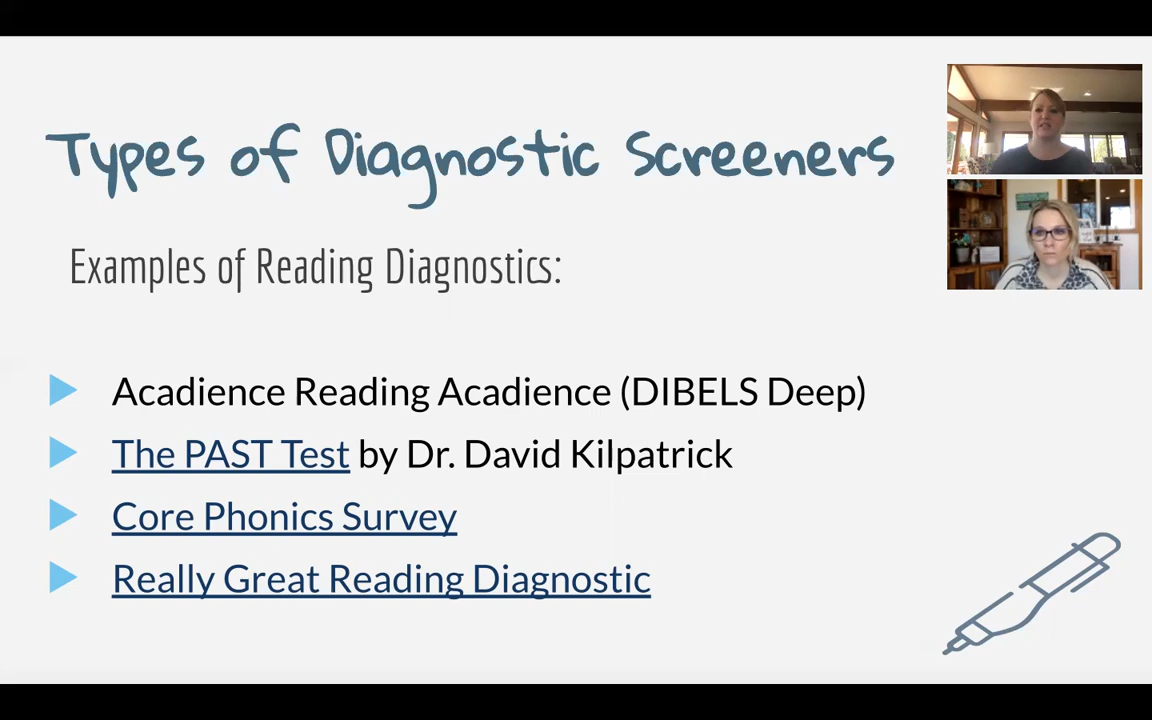 Types of Diagnostic Screeners
Examples of Reading Diagnostics:
Acadience Reading Acadience (DIBELS Deep)
The PAST Test by Dr. David Kilpatrick
Core Phonics Survey
Really Great Reading Diagnostic